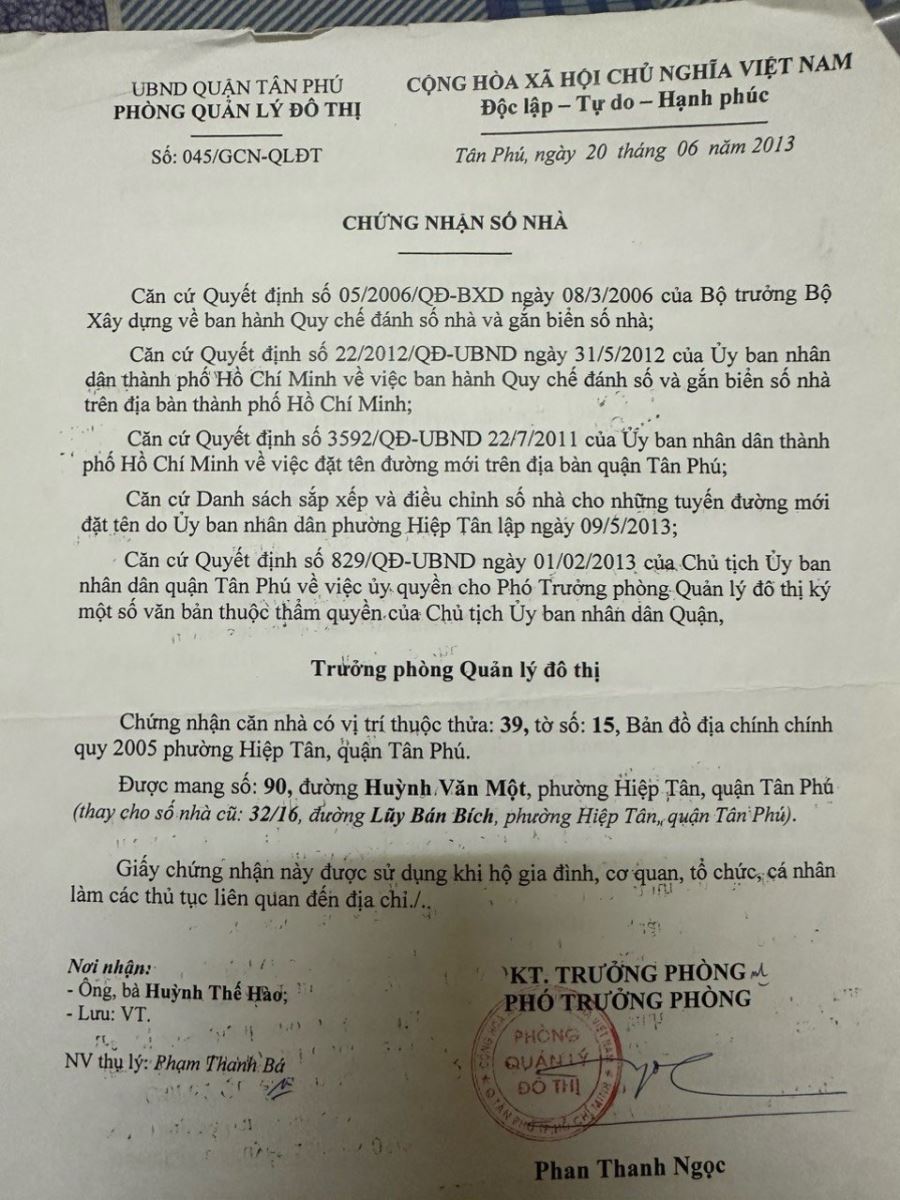 UBND QUẬN TÂN PHÚ
PHÒNG QUẢN LÝ ĐÔ THỊ
Số: 045/GCN-QLĐT
CỘNG HÒA XÃ HỘI CHỦ NGHĨA VIỆT NAM
Độc lập – Tự do – Hạnh phúc
Tân Phú, ngày 20 tháng 06 năm 2013
CHỨNG NHẬN SỐ NHÀ
Căn cứ Quyết định số 05/2006/QĐ-BXD ngày 08/3/2006 của Bộ trưởng Bộ
Xây dựng về ban hành Quy chế đánh số nhà và gắn biển số nhà;
Căn cứ Quyết định số 22/2012/QĐ-UBND ngày 31/5/2012 của Ủy ban nhân
dân thành phố Hồ Chí Minh về việc ban hành Quy chế đánh số và gắn biển số nhà
trên địa bàn thành phố Hồ Chí Minh;
Căn cứ Quyết định số 3592/QĐ-UBND 22/7/2011 của Ủy ban nhân dân thành
phố Hồ Chí Minh về việc đặt tên đường mới trên địa bàn quận Tân Phú;
Căn cứ Danh sách sắp xếp và điều chỉnh số nhà cho những tuyến đường mới
đặt tên do Ủy ban nhân dân phường Hiệp Tân lập ngày 09/5/2013;
Căn cứ Quyết định số 829/QĐ-UBND ngày 01/02/2013 của Chủ tịch Ủy ban
nhân dân quận Tân Phú về việc ủy quyền cho Phó Trưởng phòng Quản lý đô thị ký
một số văn bản thuộc thẩm quyền của Chủ tịch Ủy ban nhân dân Quận,
Trưởng phòng Quản lý đô thị
Chứng nhận căn nhà có vị trí thuộc thửa: 39, tờ số: 15, Bản đồ địa chính chính
quy 2005 phường Hiệp Tân, quận Tân Phú.
Được mang số: 90, đường Huỳnh Văn Một, phường Hiệp Tân, quận Tân Phú
(thay cho số nhà cũ: 32/16, đường Lũy Bán Bích, phường Hiệp Tân, quận Tân Phú).
Giấy chứng nhận này được sử dụng khi hộ gia đình, cơ quan, tổ chức, cá nhân
làm các thủ tục liên quan đến địa chỉ./.
Nơi nhận:
- Ông, bà Huỳnh Thế Hào;
- Lưu: VT.
NV thụ lý: Phạm Thanh Bá
KT. TRƯỞNG PHÒNG
PHÓ TRƯỞNG PHÒNG
PHÒNG
QUẢN LÝ
ĐÔ THỊ
Phan Thanh Ngọc